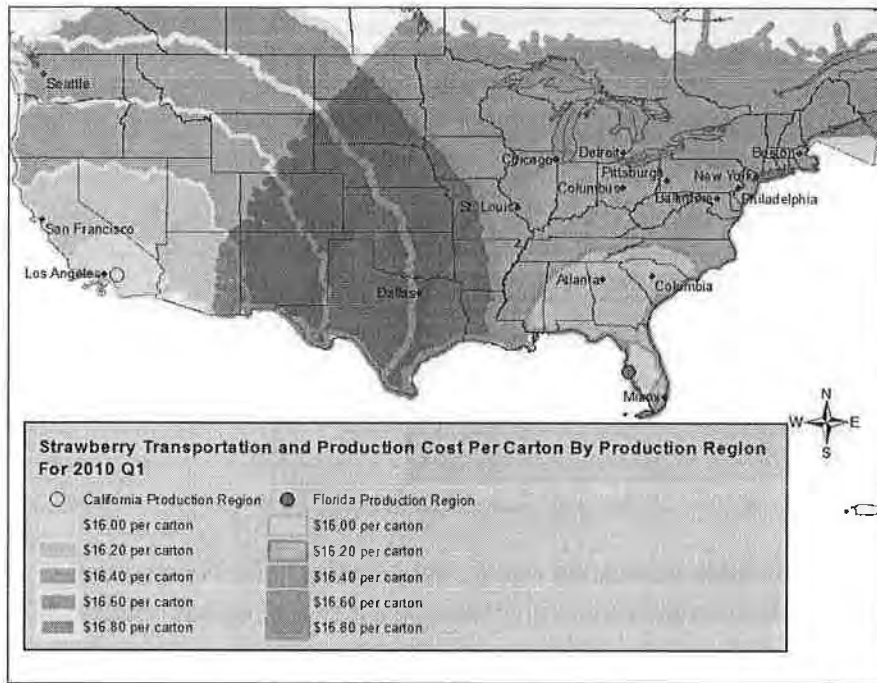 Seattle
Chicago
Detroit
Boston
Pittsburgh
New York
Columbus
St. Louis
Baltimore
Philadelphia
San Francisco
Los Angeles
Atlanta
Columbia
Dallas
Miami
N
W E
S
Strawberry Transportation and Production Cost Per Carton By Production Region
For 2010 Q1
California Production Region Florida Production Region
$16.00 per carton $16.00 per carton
$16.20 per carton $16.20 per carton
$16.40 per carton $16.40 per carton
$16.60 per carton $16.60 per carton
$16.80 per carton $16.80 per carton